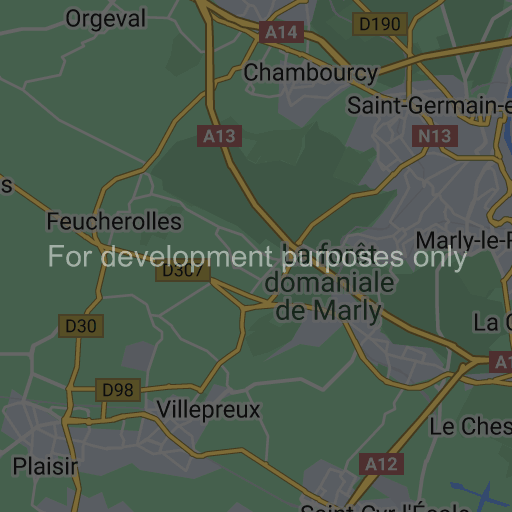 Orgeval
A14
D190
Chambourcy
Saint-Germain-e
A13
N13
s
Feucherolles
Marly-le-P
For development purposes only
La forêt
domaniale
de Marly
D307
D30
La C
A1
D98
Villepreux
Le Ches
Plaisir
A12
Saint-Cyr-l'École